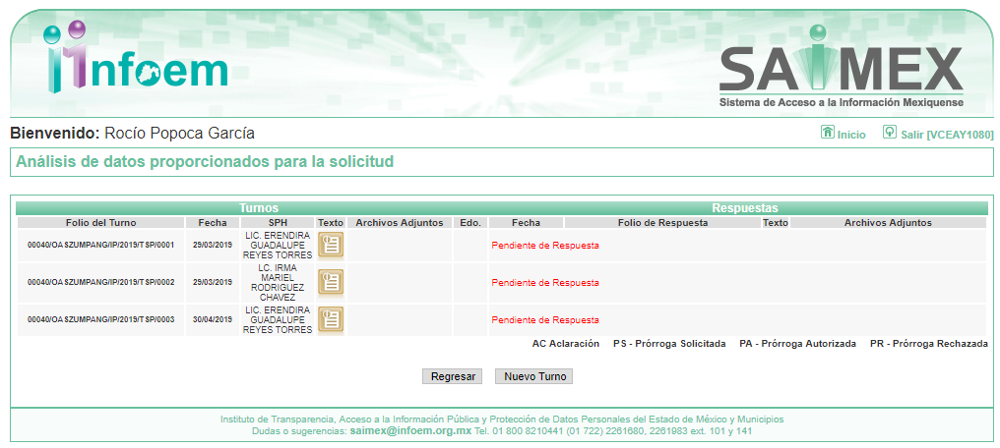 infoem
SAIMEX
Sistema de Acceso a la Información Mexiquense
Bienvenido: Rocío Popoca García
Inicio Salir [VCEAY1080]
Análisis de datos proporcionados para la solicitud
Turnos Respuestas
Folio del Turno Fecha SPH Texto Archivos Adjuntos Edo. Fecha Folio de Respuesta Texto Archivos Adjuntos
00040/OASZUMPANG/IP/2019/TSP/0001 29/03/2019 LIC. ERENDIRA GUADALUPE REYES TORRES Pendiente de Respuesta
00040/OASZUMPANG/IP/2019/TSP/0002 29/03/2019 LC. IRMA MARIEL RODRIGUEZ CHAVEZ Pendiente de Respuesta
00040/OASZUMPANG/IP/2019/TSP/0003 30/04/2019 LIC. ERENDIRA GUADALUPE REYES TORRES Pendiente de Respuesta
AC Aclaración PS - Prórroga Solicitada PA - Prórroga Autorizada PR - Prórroga Rechazada
Regresar Nuevo Turno
Instituto de Transparencia, Acceso a la Información Pública y Protección de Datos Personales del Estado de México y Municipios
Dudas o sugerencias: saimex@infoem.org.mx Tel. 01 800 8210441 (01 722) 2261680, 2261983 ext. 101 y 141